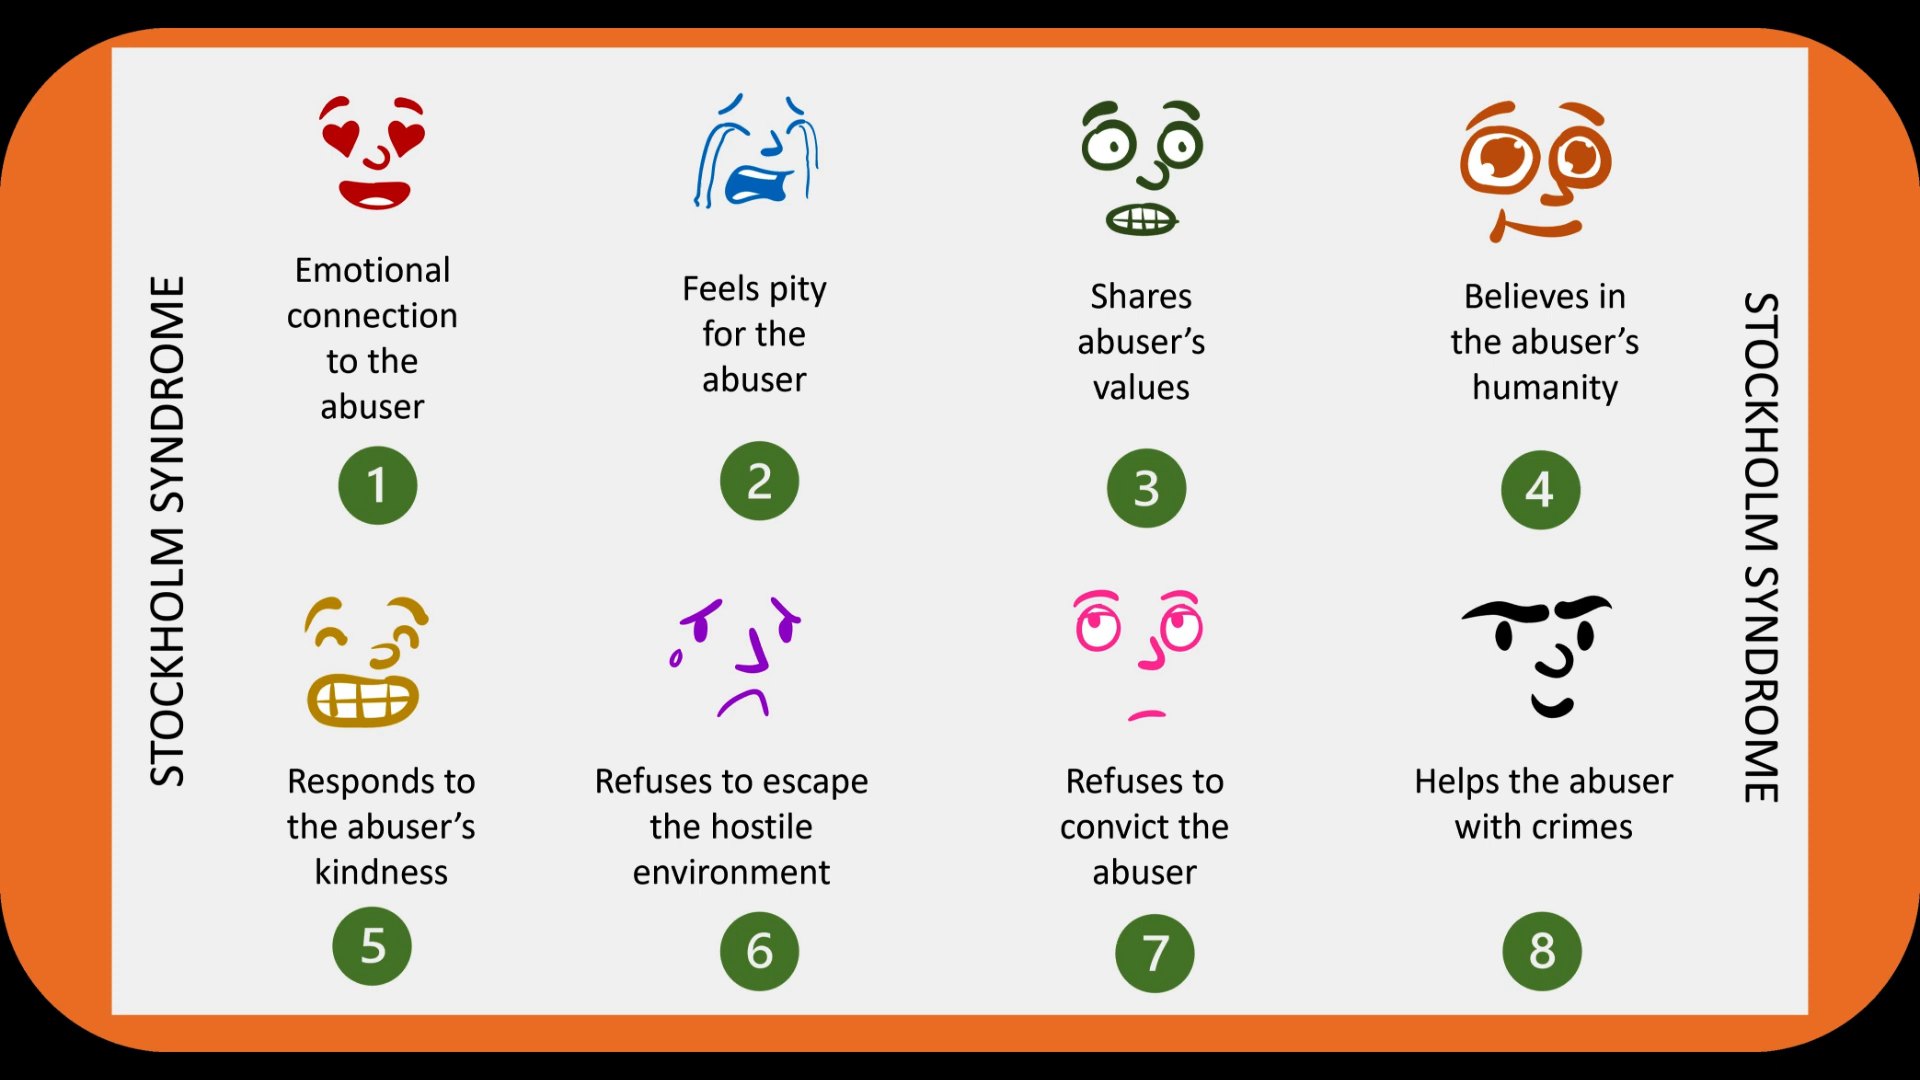 STOCKHOLM SYNDROME
Emotional
connection
to the
abuser
1
Feels pity
for the
abuser
2
Shares
abuser’s
values
3
Believes in
the abuser’s
humanity
4
Responds to
the abuser’s
kindness
5
Refuses to escape
the hostile
environment
6
Refuses to
convict the
abuser
7
Helps the abuser
with crimes
8
STOCKHOLM SYNDROME